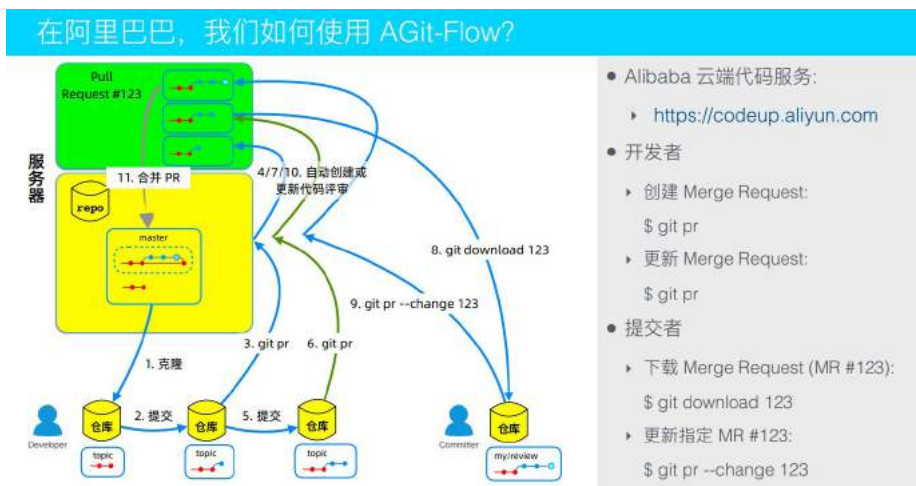 在阿里巴巴，我们如何使用 AGit-Flow?
Pull
Request #123
服务器
11. 合并 PR
4/7/10. 自动创建或
更新代码评审
repo
master
8. git download 123
9. git pr --change 123
3. git pr
6. git pr
1. 克隆
2. 提交
5. 提交
仓库
仓库
仓库
仓库
Developer
Committer
topic
topic
topic
my/review
● Alibaba 云端代码服务:
‣ https://codeup.aliyun.com
● 开发者
‣ 创建 Merge Request:
$ git pr
‣ 更新 Merge Request:
$ git pr
● 提交者
‣ 下载 Merge Request (MR #123):
$ git download 123
‣ 更新指定 MR #123:
$ git pr --change 123